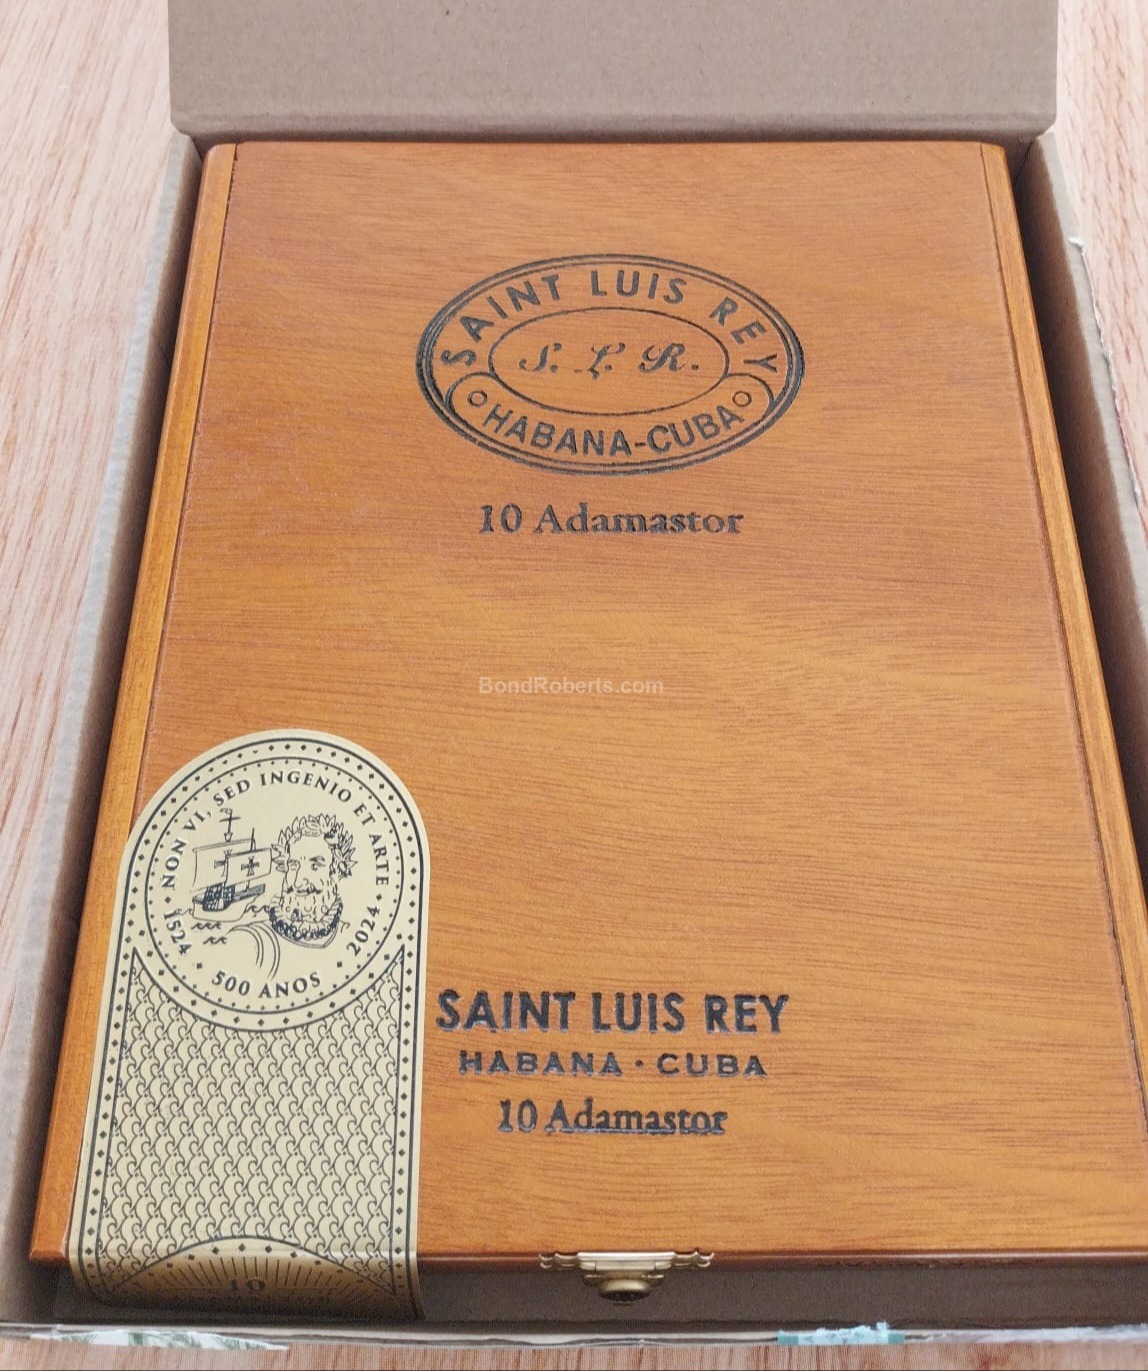 SAINT LUIS REY
S. L. R.
HABANA-CUBA
10 Adamastor
BondRoberts.com
NON VI, SED INGENIO ET ARTE
1524 • 500 ANOS • 2024
SAINT LUIS REY
HABANA · CUBA
10 Adamastor
10